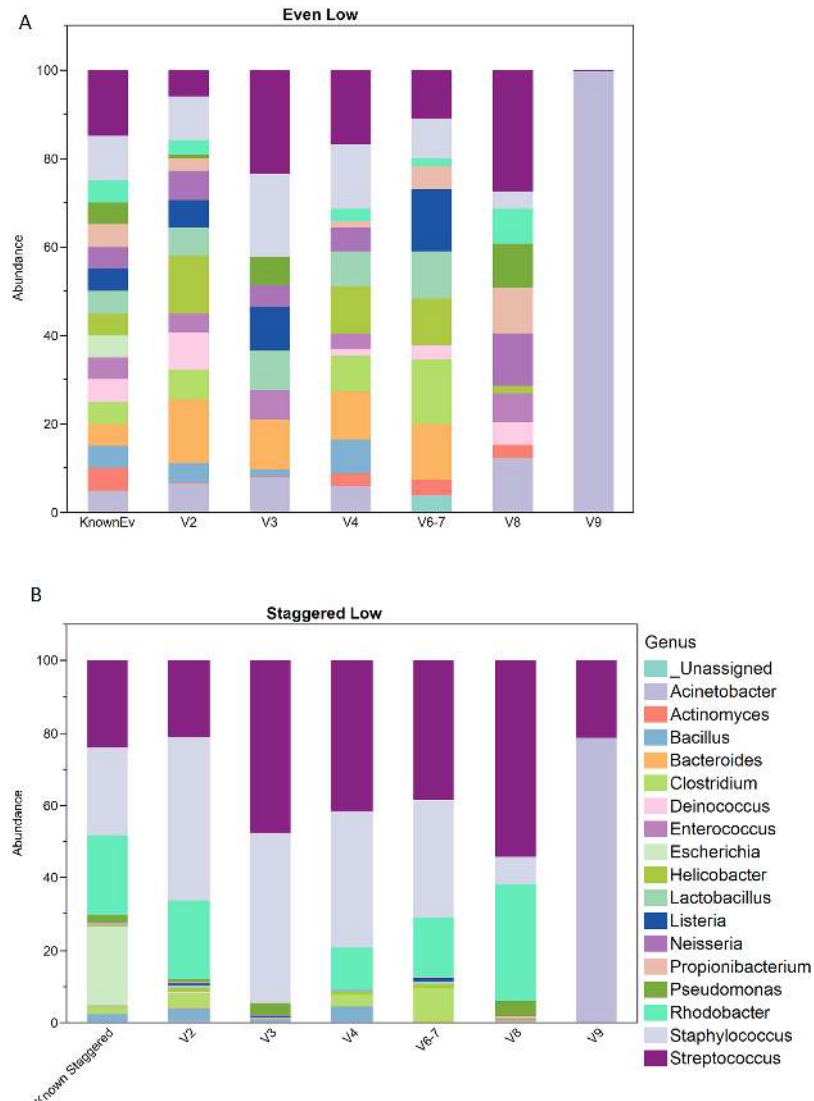 A
Even Low
100
80
60
40
20
0
Abundance
KnownEv V2 V3 V4 V6-7 V8 V9
B
Staggered Low
100
80
60
40
20
0
Abundance
Known Staggered V2 V3 V4 V6-7 V8 V9
Genus
_Unassigned
Acinetobacter
Actinomyces
Bacillus
Bacteroides
Clostridium
Deinococcus
Enterococcus
Escherichia
Helicobacter
Lactobacillus
Listeria
Neisseria
Propionibacterium
Pseudomonas
Rhodobacter
Staphylococcus
Streptococcus